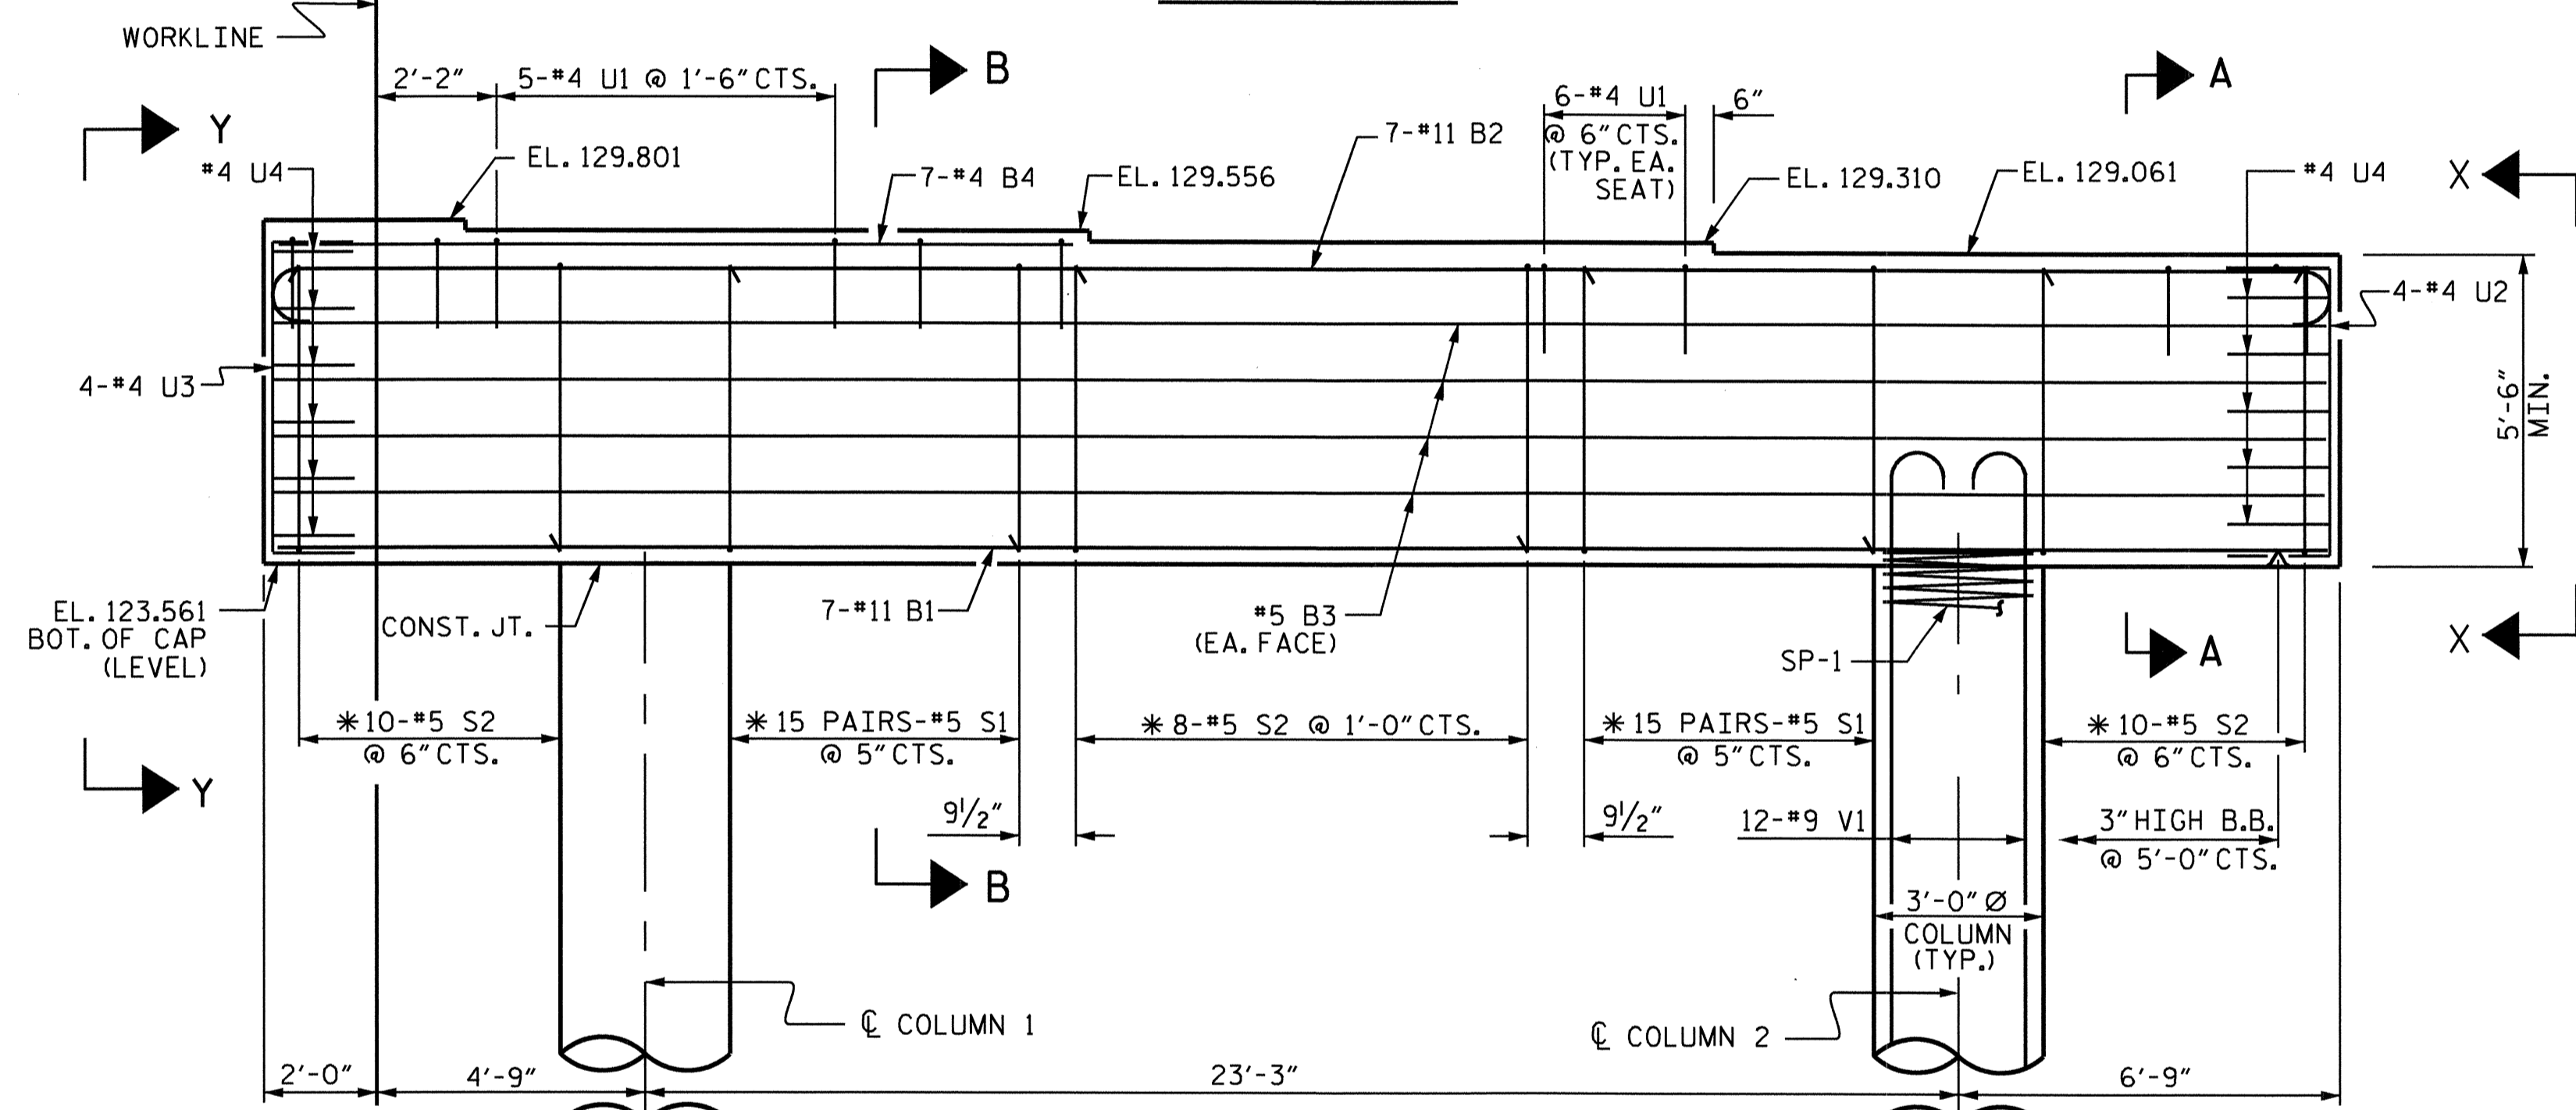 WORKLINE
2'-2"
5-#4 U1 @ 1'-6" CTS.
B
A
Y
6-#4 U1
@ 6" CTS.
(TYP. EA.
SEAT)
6"
7-#11 B2
#4 U4
EL. 129.801
7-#4 B4
EL. 129.556
EL. 129.310
EL. 129.061
#4 U4
X
4-#4 U2
4-#4 U3
5'-6"
MIN.
EL. 123.561
BOT. OF CAP
(LEVEL)
CONST. JT.
7-#11 B1
#5 B3
(EA. FACE)
SP-1
A
X
✳10-#5 S2
@ 6" CTS.
✳15 PAIRS-#5 S1
@ 5" CTS.
✳8-#5 S2 @ 1'-0" CTS.
✳15 PAIRS-#5 S1
@ 5" CTS.
✳10-#5 S2
@ 6" CTS.
Y
9½"
9½"
12-#9 V1
3" HIGH B.B.
@ 5'-0" CTS.
B
3'-0" Ø
COLUMN
(TYP.)
℄ COLUMN 1
℄ COLUMN 2
2'-0"
4'-9"
23'-3"
6'-9"